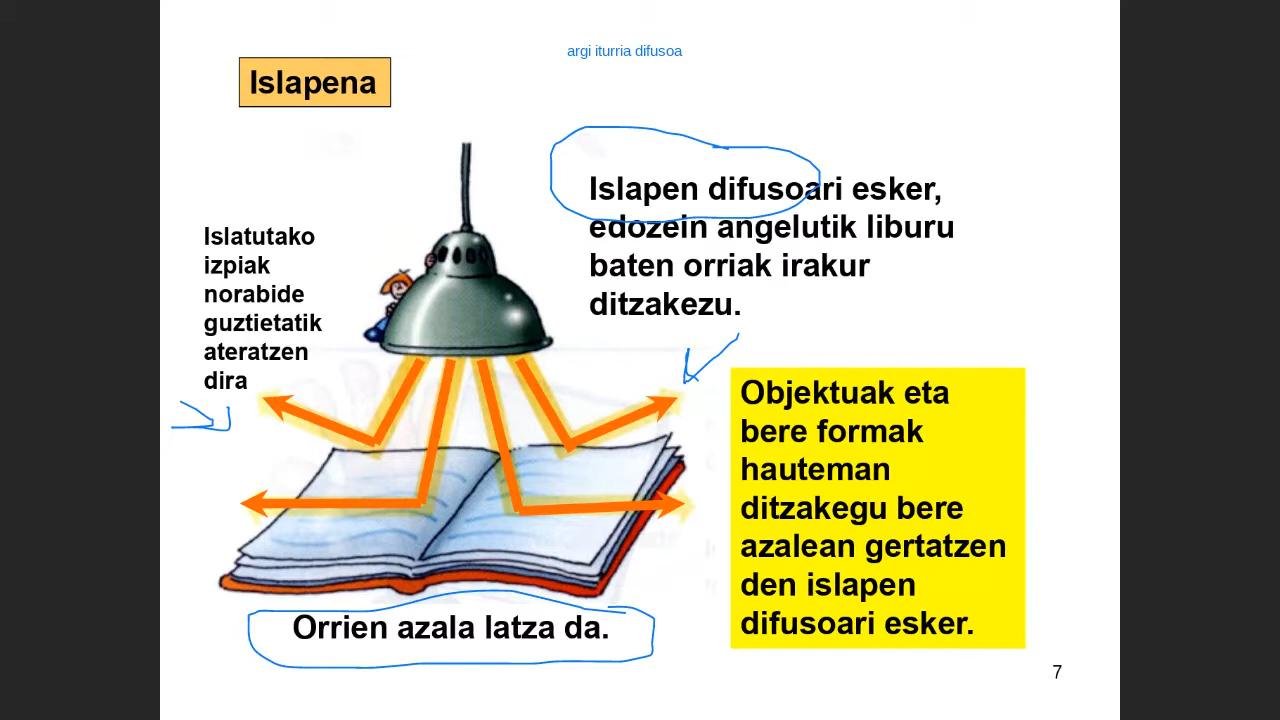 argi iturria difusoa
Islapena
Islapen difusoari esker,
edozein angelutik liburu
baten orriak irakur
ditzakezu.
Islatutako
izpiak
norabide
guztietatik
ateratzen
dira
Objektuak eta
bere formak
hauteman
ditzakegu bere
azalean gertatzen
den islapen
difusoari esker.
Orrien azala latza da.
7